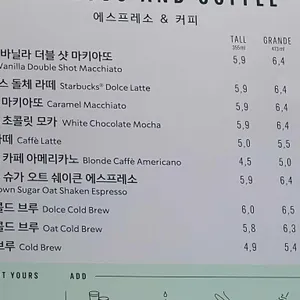 AND COFFEE
에스프레소 & 커피
TALL GRANDE
355ml 473ml
바닐라 더블 샷 마키아또 5,9 6,4
Vanilla Double Shot Macchiato
스 돌체 라떼 Starbucks® Dolce Latte 5,9 6,4
마키아또 Caramel Macchiato 5,9 6,4
초콜릿 모카 White Chocolate Mocha 5,9 6,4
라떼 Caffè Latte 5,0 5,5
카페 아메리카노 Blonde Caffè Americano 4,5 5,0
슈가 오트 쉐이큰 에스프레소 5,9 6,4
own Sugar Oat Shaken Espresso
콜드 브루 Dolce Cold Brew 6,0 6,5
콜드 브루 Oat Cold Brew 5,8 6,3
브루 Cold Brew 4,9 5,4
T YOURS ADD